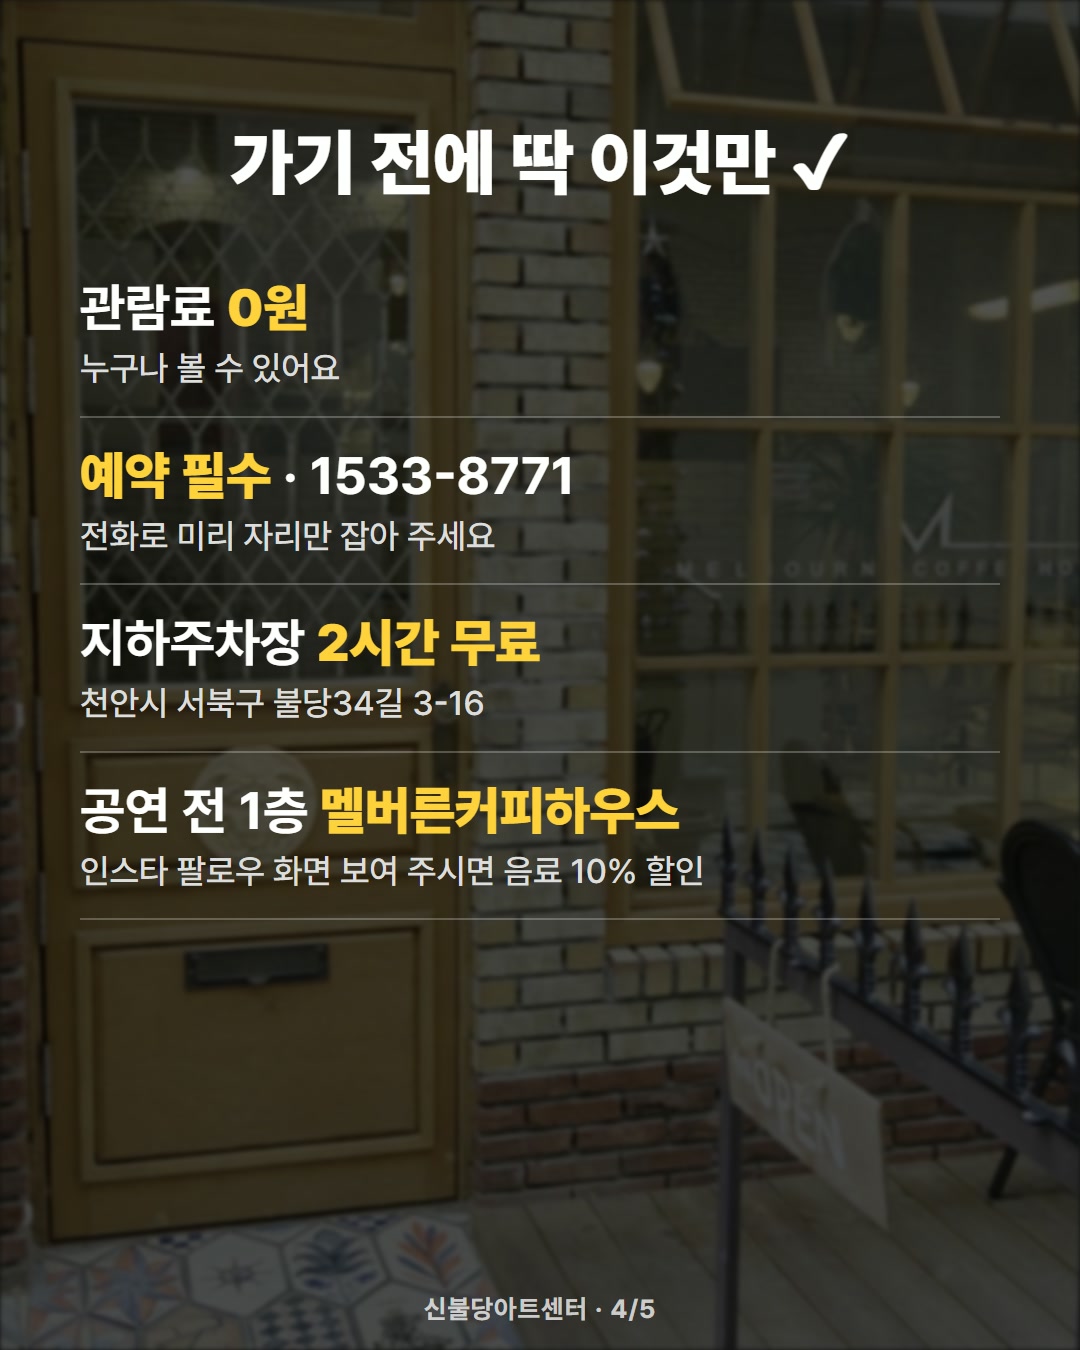 가기 전에 딱 이것만 ✓
관람료 0원
누구나 볼 수 있어요
예약 필수 · 1533-8771
전화로 미리 자리만 잡아 주세요
M
MELBOURN COFFE HO
지하주차장 2시간 무료
천안시 서북구 불당34길 3-16
공연 전 1층 멜버른커피하우스
인스타 팔로우 화면 보여 주시면 음료 10% 할인
OPEN
신불당아트센터 · 4/5